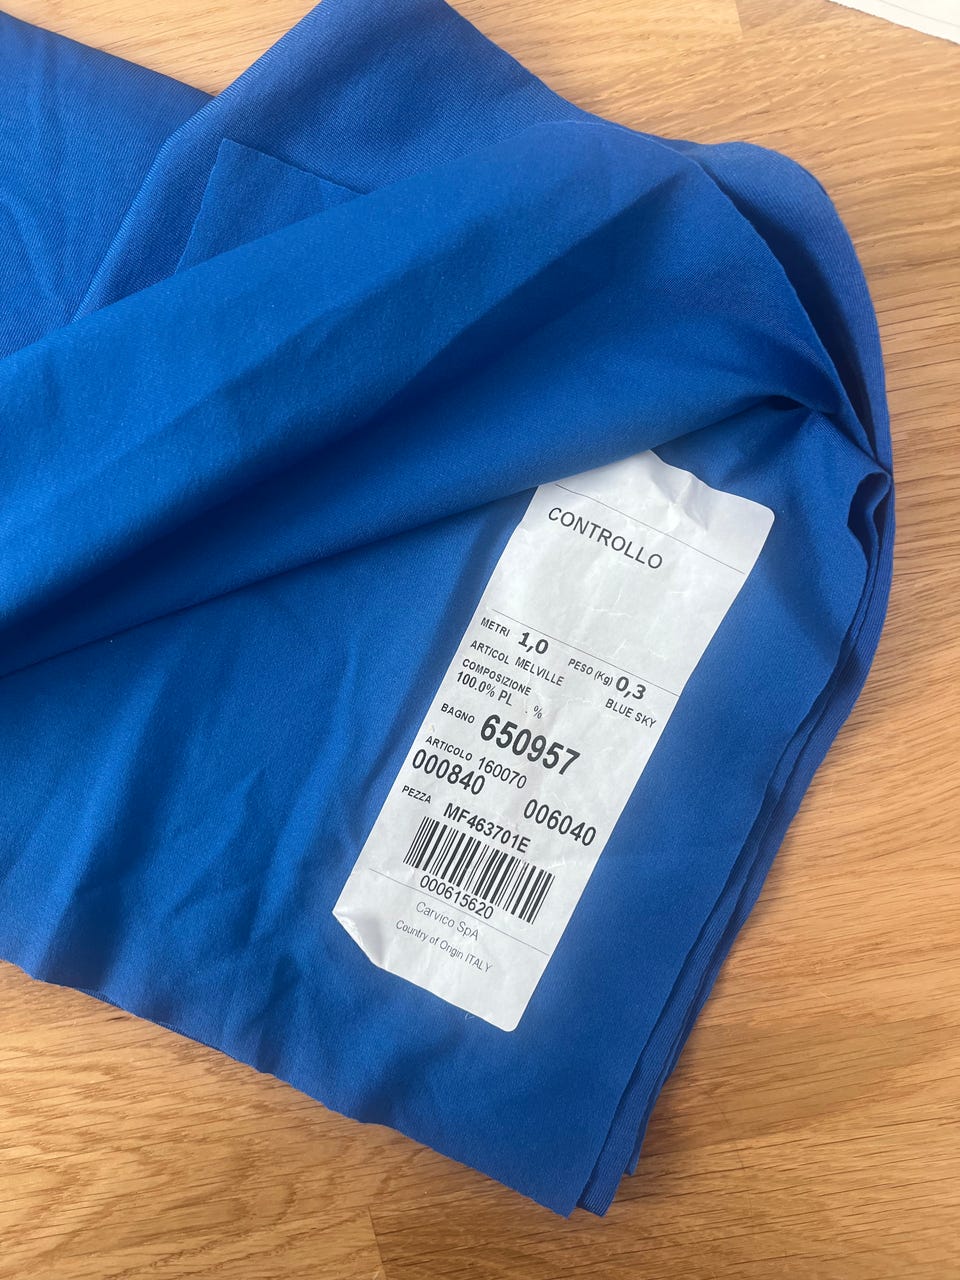 CONTROLLO
METRI 1,0 PESO (Kg) 0,3
ARTICOL MELVILLE BLUE SKY
COMPOSIZIONE
100.0% PL . %
BAGNO 650957
ARTICOLO 160070
000840 006040
PEZZA MF463701E
000615620
Carvico SpA
Country of Origin ITALY